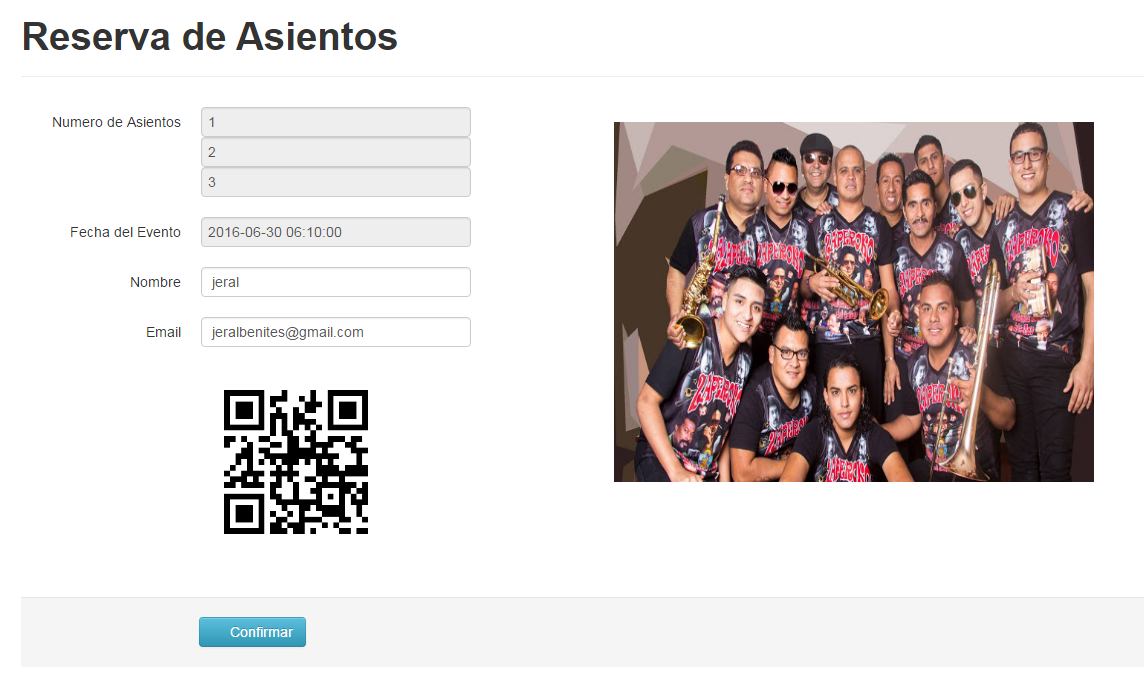 Reserva de Asientos
Numero de Asientos
1
2
3
Fecha del Evento
2016-06-30 06:10:00
Nombre
jeral
Email
jeralbenites@gmail.com
Confirmar